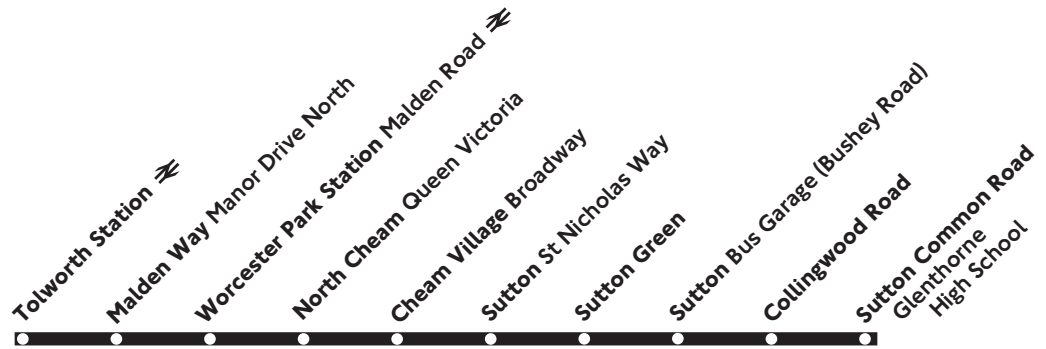 Tolworth Station
Malden Way Manor Drive North
Worcester Park Station Malden Road
North Cheam Queen Victoria
Cheam Village Broadway
Sutton St Nicholas Way
Sutton Green
Sutton Bus Garage (Bushey Road)
Collingwood Road
Sutton Common Road
Glenthorne
High School